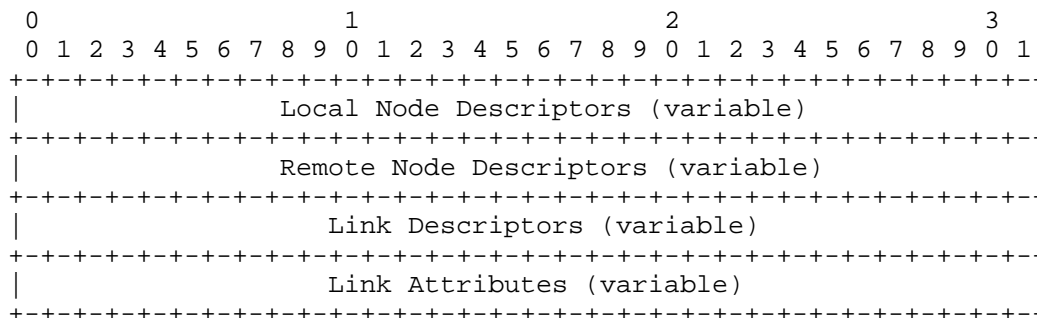 0                   1                   2                   3
 0 1 2 3 4 5 6 7 8 9 0 1 2 3 4 5 6 7 8 9 0 1 2 3 4 5 6 7 8 9 0 1
+-+-+-+-+-+-+-+-+-+-+-+-+-+-+-+-+-+-+-+-+-+-+-+-+-+-+-+-+-+-+-+-
|                Local Node Descriptors (variable)
+-+-+-+-+-+-+-+-+-+-+-+-+-+-+-+-+-+-+-+-+-+-+-+-+-+-+-+-+-+-+-+-
|                Remote Node Descriptors (variable)
+-+-+-+-+-+-+-+-+-+-+-+-+-+-+-+-+-+-+-+-+-+-+-+-+-+-+-+-+-+-+-+-
|                   Link Descriptors (variable)
+-+-+-+-+-+-+-+-+-+-+-+-+-+-+-+-+-+-+-+-+-+-+-+-+-+-+-+-+-+-+-+-
|                   Link Attributes (variable)
+-+-+-+-+-+-+-+-+-+-+-+-+-+-+-+-+-+-+-+-+-+-+-+-+-+-+-+-+-+-+-+-